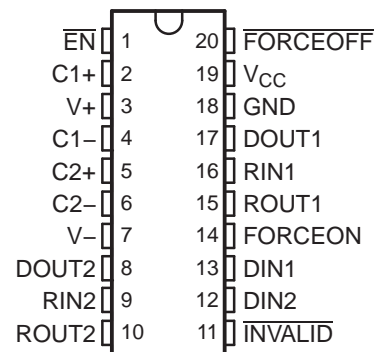 EN 1 20 FORCEOFF
C1+ 2 19 VCC
V+ 3 18 GND
C1− 4 17 DOUT1
C2+ 5 16 RIN1
C2− 6 15 ROUT1
V− 7 14 FORCEON
DOUT2 8 13 DIN1
RIN2 9 12 DIN2
ROUT2 10 11 INVALID